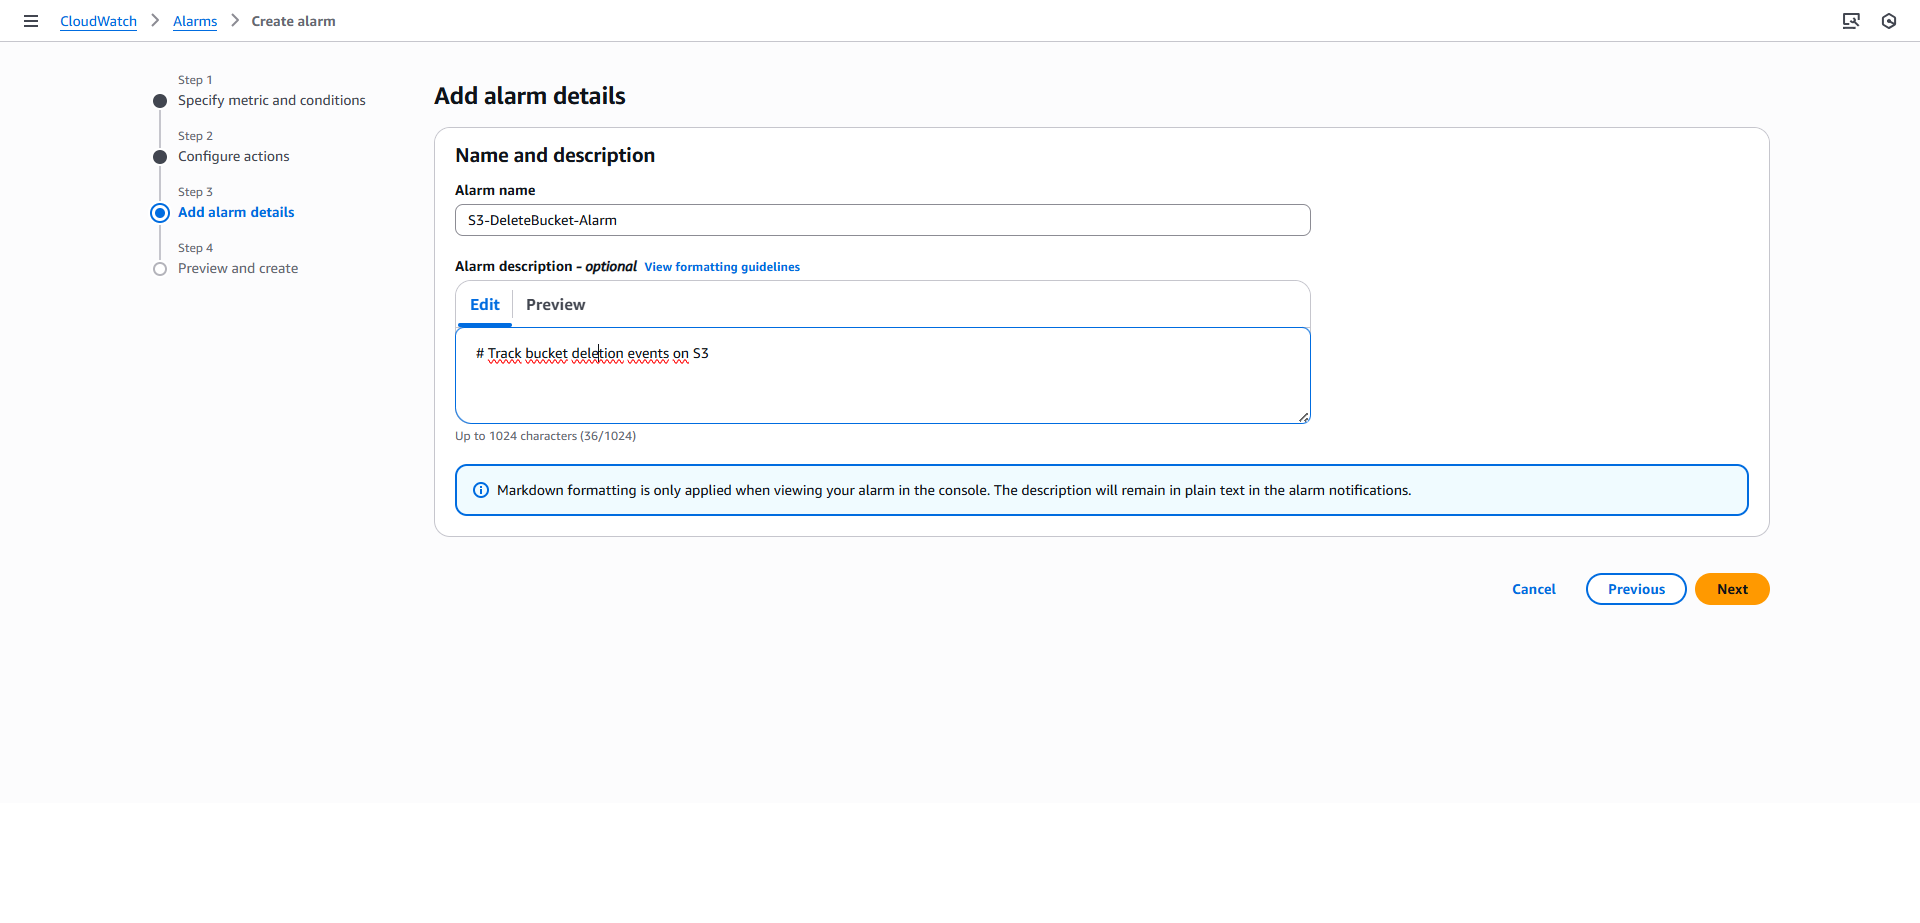 CloudWatch > Alarms > Create alarm
Step 1
Specify metric and conditions
Step 2
Configure actions
Step 3
Add alarm details
Step 4
Preview and create
Add alarm details
Name and description
Alarm name
S3-DeleteBucket-Alarm
Alarm description - optional View formatting guidelines
Edit Preview
# Track bucket deletion events on S3
Up to 1024 characters (36/1024)
Markdown formatting is only applied when viewing your alarm in the console. The description will remain in plain text in the alarm notifications.
Cancel Previous Next